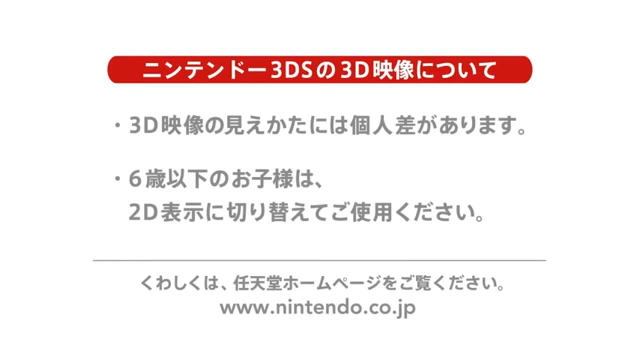 ニンテンドー3DSの3D映像について
・3D映像の見えかたには個人差があります。
・6歳以下のお子様は、
2D表示に切り替えてご使用ください。
くわしくは、任天堂ホームページをご覧ください。
www.nintendo.co.jp